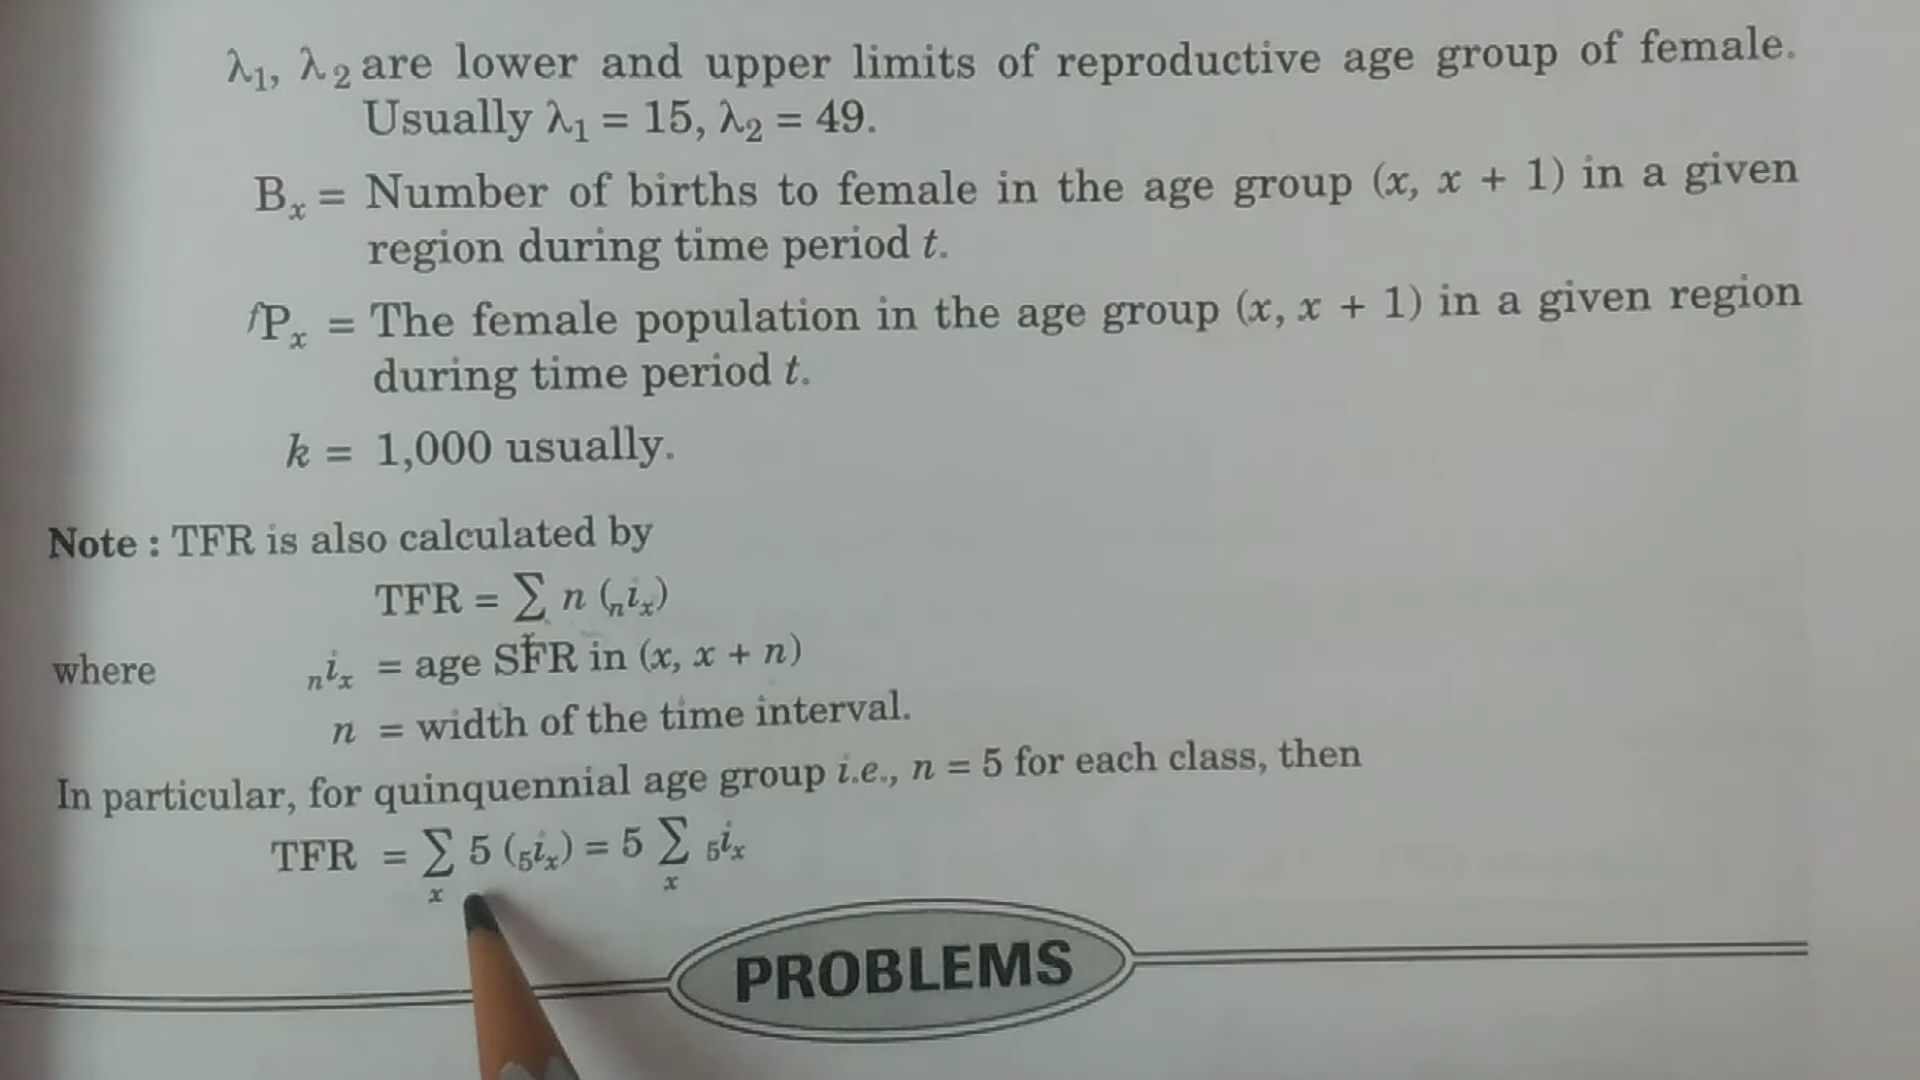 λ₁, λ₂ are lower and upper limits of reproductive age group of female.
Usually λ₁ = 15, λ₂ = 49.
Bₓ = Number of births to female in the age group (x, x + 1) in a given
region during time period t.
ᶠPₓ = The female population in the age group (x, x + 1) in a given region
during time period t.
k = 1,000 usually.
Note : TFR is also calculated by
TFR = ∑ n (ₙiₓ)
x
where ₙiₓ = age SFR in (x, x + n)
n = width of the time interval.
In particular, for quinquennial age group i.e., n = 5 for each class, then
TFR = ∑ 5 (₅iₓ) = 5 ∑ ₅iₓ
x x
PROBLEMS